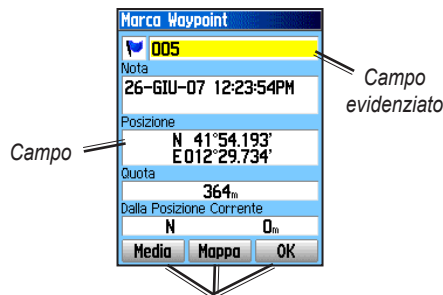 Marca Waypoint
005
Nota
26-GIU-07 12:23:54PM
Posizione
N 41°54.193'
E012°29.734'
Quota
364m
Dalla Posizione Corrente
N 0m
Media Mappa OK
Campo evidenziato
Campo